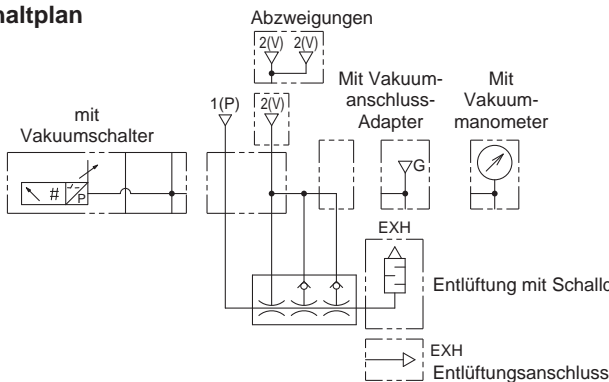 haltplan
Abzweigungen
2(V) 2(V)
Mit Vakuum-
anschluss-
Adapter
Mit
Vakuum-
manometer
mit
Vakuumschalter
1(P)
2(V)
G
#
P
EXH
Entlüftung mit Schalld
EXH
Entlüftungsanschluss